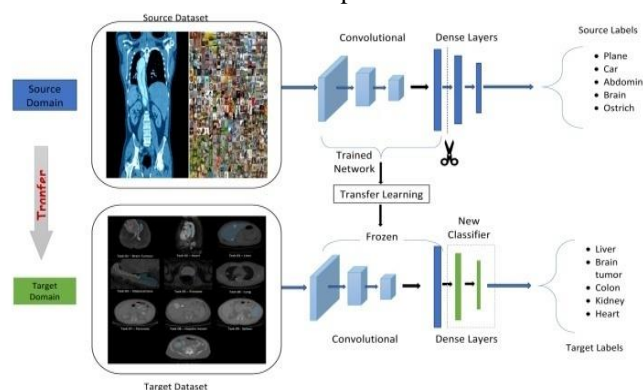 Source Dataset
Source Labels
Convolutional
Dense Layers
Plane
Car
Abdomin
Brain
Ostrich
Source
Domain
Tranfer
Trained
Network
Transfer Learning
New
Classifier
Frozen
Target
Domain
Liver
Brain
tumor
Colon
Kidney
Heart
Convolutional
Dense Layers
Target Labels
Target Dataset